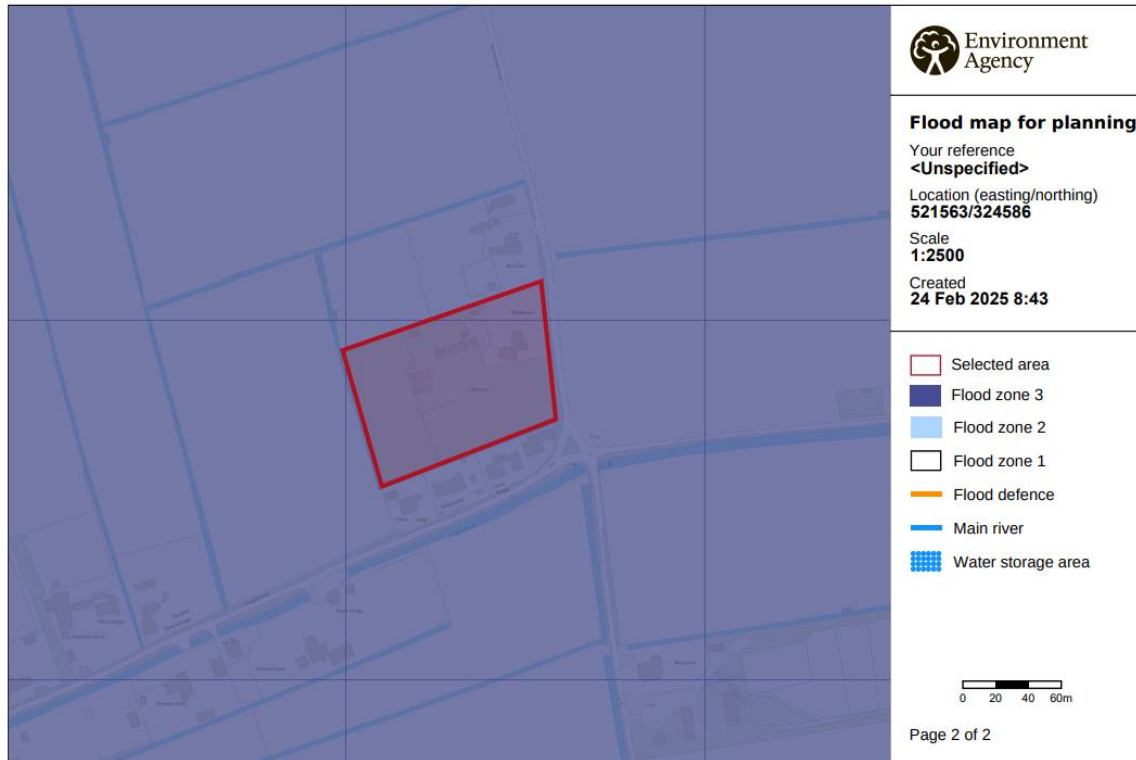 Environment
Agency
Flood map for planning
Your reference
<Unspecified>
Location (easting/northing)
521563/324586
Scale
1:2500
Created
24 Feb 2025 8:43
Selected area
Flood zone 3
Flood zone 2
Flood zone 1
Flood defence
Main river
Water storage area
0 20 40 60m
Page 2 of 2